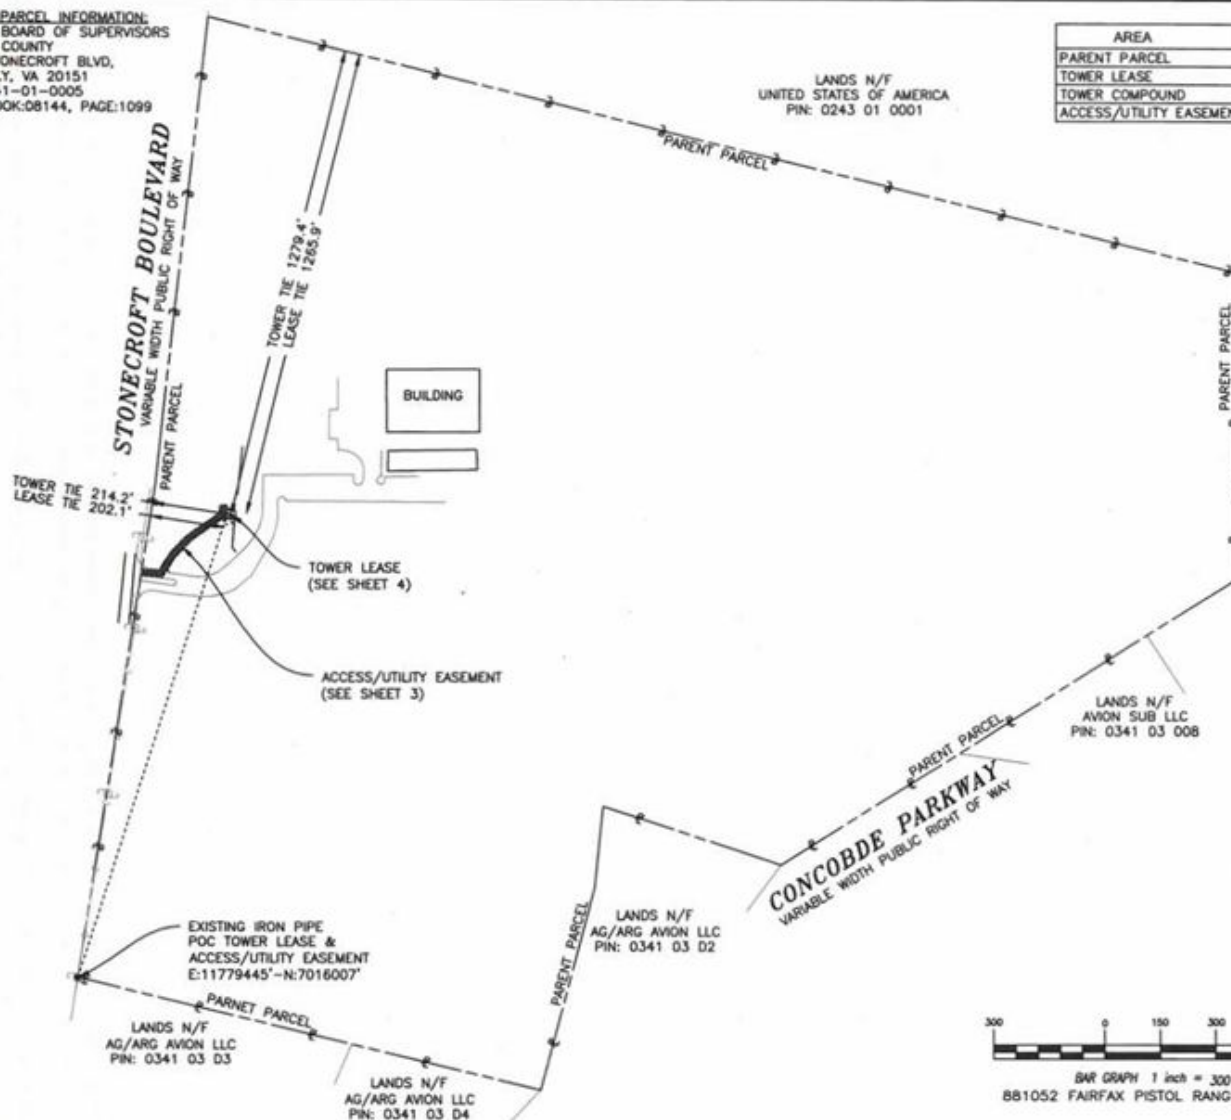 PARCEL INFORMATION:
BOARD OF SUPERVISORS
COUNTY
ONECROFT BLVD,
Y, VA 20151
1-01-0005
OOK:08144, PAGE:1099
AREA
PARENT PARCEL
TOWER LEASE
TOWER COMPOUND
ACCESS/UTILITY EASEME
LANDS N/F
UNITED STATES OF AMERICA
PIN: 0243 01 0001
PARENT PARCEL
STONECROFT BOULEVARD
VARIABLE WIDTH PUBLIC RIGHT OF WAY
PARENT PARCEL
TOWER TIE 1279.4'
LEASE TIE 1265.9'
PARENT PARCEL
BUILDING
TOWER TIE 214.2'
LEASE TIE 202.1'
TOWER LEASE
(SEE SHEET 4)
ACCESS/UTILITY EASEMENT
(SEE SHEET 3)
LANDS N/F
AVION SUB LLC
PIN: 0341 03 008
PARENT PARCEL
CONCOBDE PARKWAY
VARIABLE WIDTH PUBLIC RIGHT OF WAY
EXISTING IRON PIPE
POC TOWER LEASE &
ACCESS/UTILITY EASEMENT
E:11779445'-N:7016007'
PARENT PARCEL
LANDS N/F
AG/ARG AVION LLC
PIN: 0341 03 D2
PARNET PARCEL
LANDS N/F
AG/ARG AVION LLC
PIN: 0341 03 D3
LANDS N/F
AG/ARG AVION LLC
PIN: 0341 03 D4
300 0 150 300
BAR GRAPH 1 inch = 300
881052 FAIRFAX PISTOL RANG